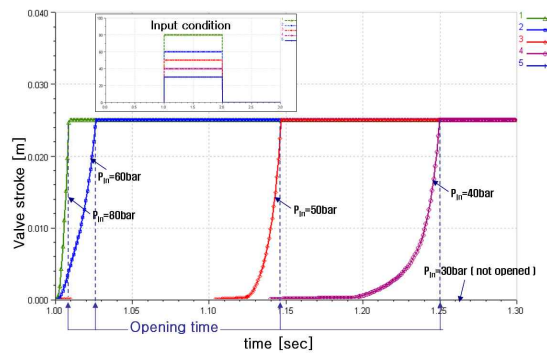 Input condition
1
2
3
4
5
0.040
0.030
0.020
0.010
0.000
Valve stroke [m]
P_in=60bar
P_in=80bar
P_in=50bar
P_in=40bar
P_in=30bar ( not opened )
1.00
1.05
1.10
1.15
1.20
1.25
1.30
Opening time
time [sec]